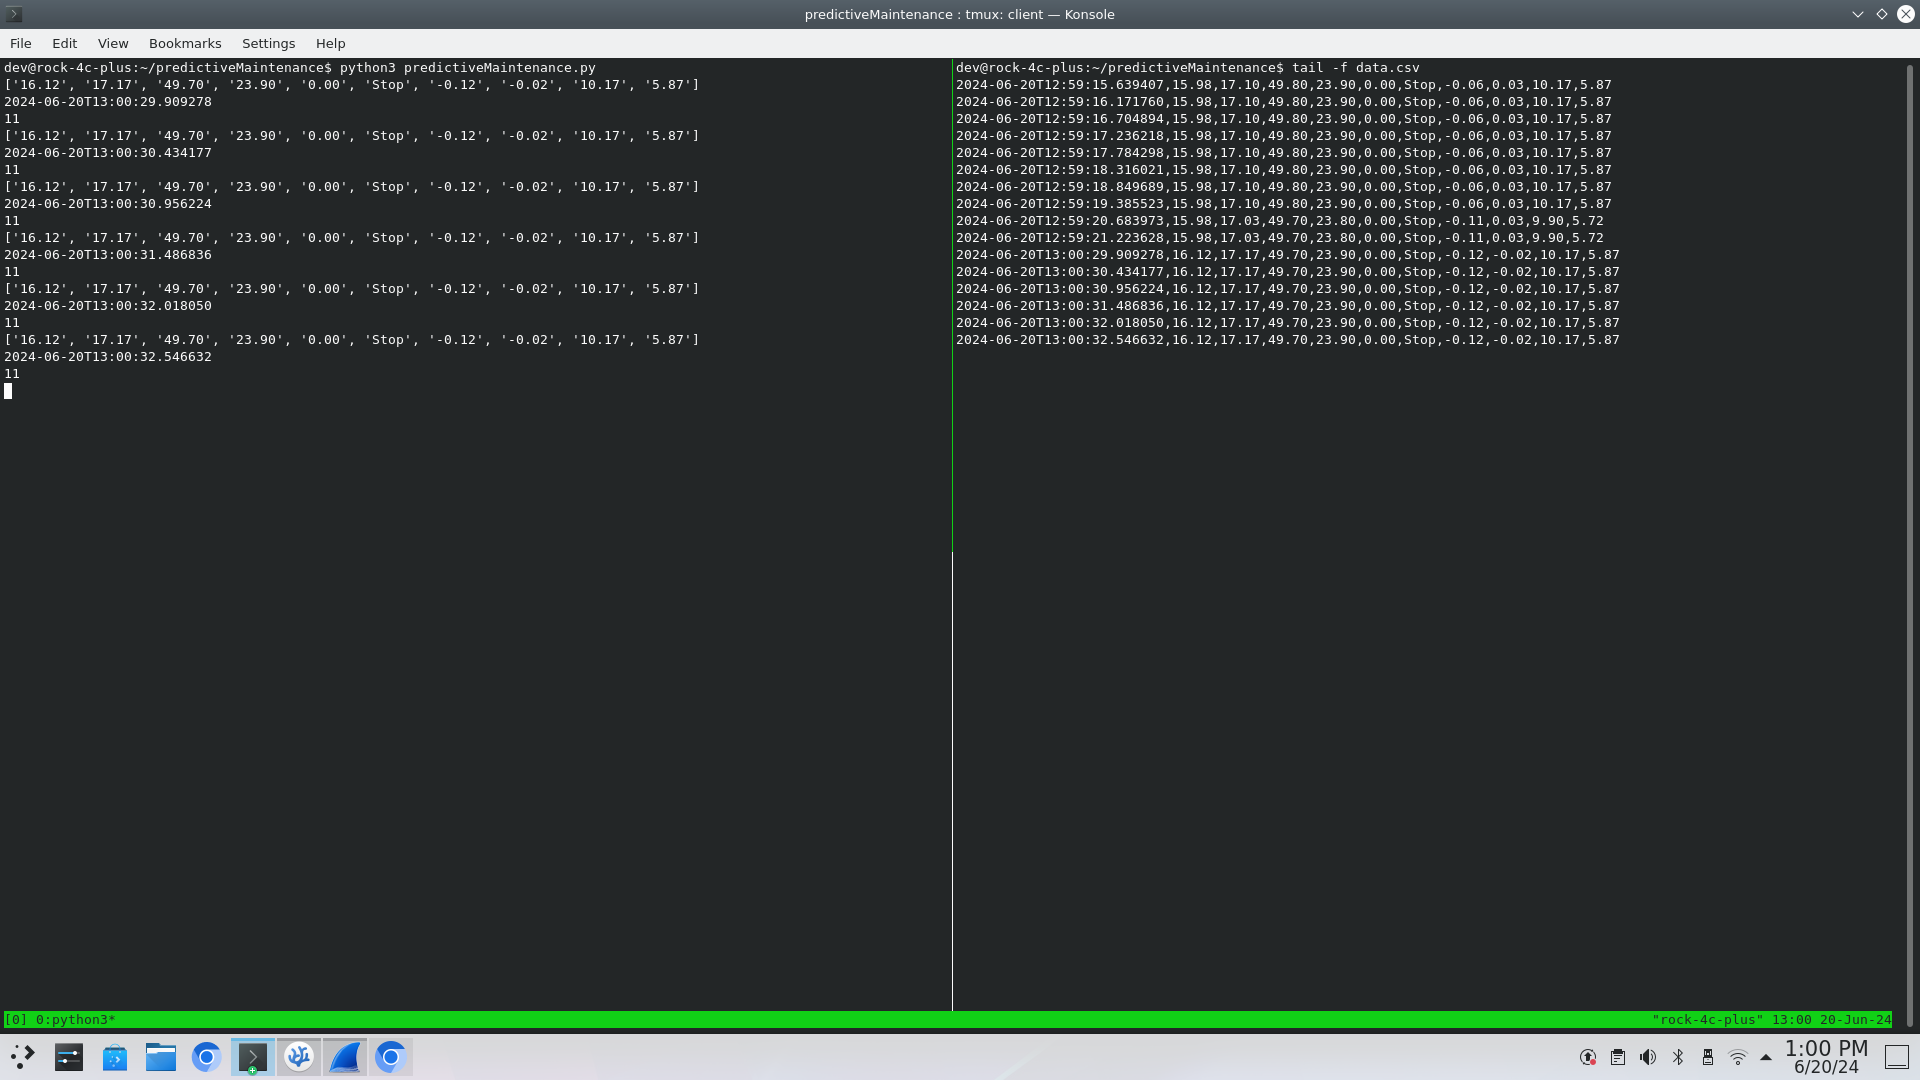 predictiveMaintenance : tmux: client — Konsole
File Edit View Bookmarks Settings Help
dev@rock-4c-plus:~/predictiveMaintenance$ python3 predictiveMaintenance.py
['16.12', '17.17', '49.70', '23.90', '0.00', 'Stop', '-0.12', '-0.02', '10.17', '5.87']
2024-06-20T13:00:29.909278
11
['16.12', '17.17', '49.70', '23.90', '0.00', 'Stop', '-0.12', '-0.02', '10.17', '5.87']
2024-06-20T13:00:30.434177
11
['16.12', '17.17', '49.70', '23.90', '0.00', 'Stop', '-0.12', '-0.02', '10.17', '5.87']
2024-06-20T13:00:30.956224
11
['16.12', '17.17', '49.70', '23.90', '0.00', 'Stop', '-0.12', '-0.02', '10.17', '5.87']
2024-06-20T13:00:31.486836
11
['16.12', '17.17', '49.70', '23.90', '0.00', 'Stop', '-0.12', '-0.02', '10.17', '5.87']
2024-06-20T13:00:32.018050
11
['16.12', '17.17', '49.70', '23.90', '0.00', 'Stop', '-0.12', '-0.02', '10.17', '5.87']
2024-06-20T13:00:32.546632
11
dev@rock-4c-plus:~/predictiveMaintenance$ tail -f data.csv
2024-06-20T12:59:15.639407,15.98,17.10,49.80,23.90,0.00,Stop,-0.06,0.03,10.17,5.87
2024-06-20T12:59:16.171760,15.98,17.10,49.80,23.90,0.00,Stop,-0.06,0.03,10.17,5.87
2024-06-20T12:59:16.704894,15.98,17.10,49.80,23.90,0.00,Stop,-0.06,0.03,10.17,5.87
2024-06-20T12:59:17.236218,15.98,17.10,49.80,23.90,0.00,Stop,-0.06,0.03,10.17,5.87
2024-06-20T12:59:17.784298,15.98,17.10,49.80,23.90,0.00,Stop,-0.06,0.03,10.17,5.87
2024-06-20T12:59:18.316021,15.98,17.10,49.80,23.90,0.00,Stop,-0.06,0.03,10.17,5.87
2024-06-20T12:59:18.849689,15.98,17.10,49.80,23.90,0.00,Stop,-0.06,0.03,10.17,5.87
2024-06-20T12:59:19.385523,15.98,17.10,49.80,23.90,0.00,Stop,-0.06,0.03,10.17,5.87
2024-06-20T12:59:20.683973,15.98,17.03,49.70,23.80,0.00,Stop,-0.11,0.03,9.90,5.72
2024-06-20T12:59:21.223628,15.98,17.03,49.70,23.80,0.00,Stop,-0.11,0.03,9.90,5.72
2024-06-20T13:00:29.909278,16.12,17.17,49.70,23.90,0.00,Stop,-0.12,-0.02,10.17,5.87
2024-06-20T13:00:30.434177,16.12,17.17,49.70,23.90,0.00,Stop,-0.12,-0.02,10.17,5.87
2024-06-20T13:00:30.956224,16.12,17.17,49.70,23.90,0.00,Stop,-0.12,-0.02,10.17,5.87
2024-06-20T13:00:31.486836,16.12,17.17,49.70,23.90,0.00,Stop,-0.12,-0.02,10.17,5.87
2024-06-20T13:00:32.018050,16.12,17.17,49.70,23.90,0.00,Stop,-0.12,-0.02,10.17,5.87
2024-06-20T13:00:32.546632,16.12,17.17,49.70,23.90,0.00,Stop,-0.12,-0.02,10.17,5.87
[0] 0:python3*
"rock-4c-plus" 13:00 20-Jun-24
1:00 PM
6/20/24